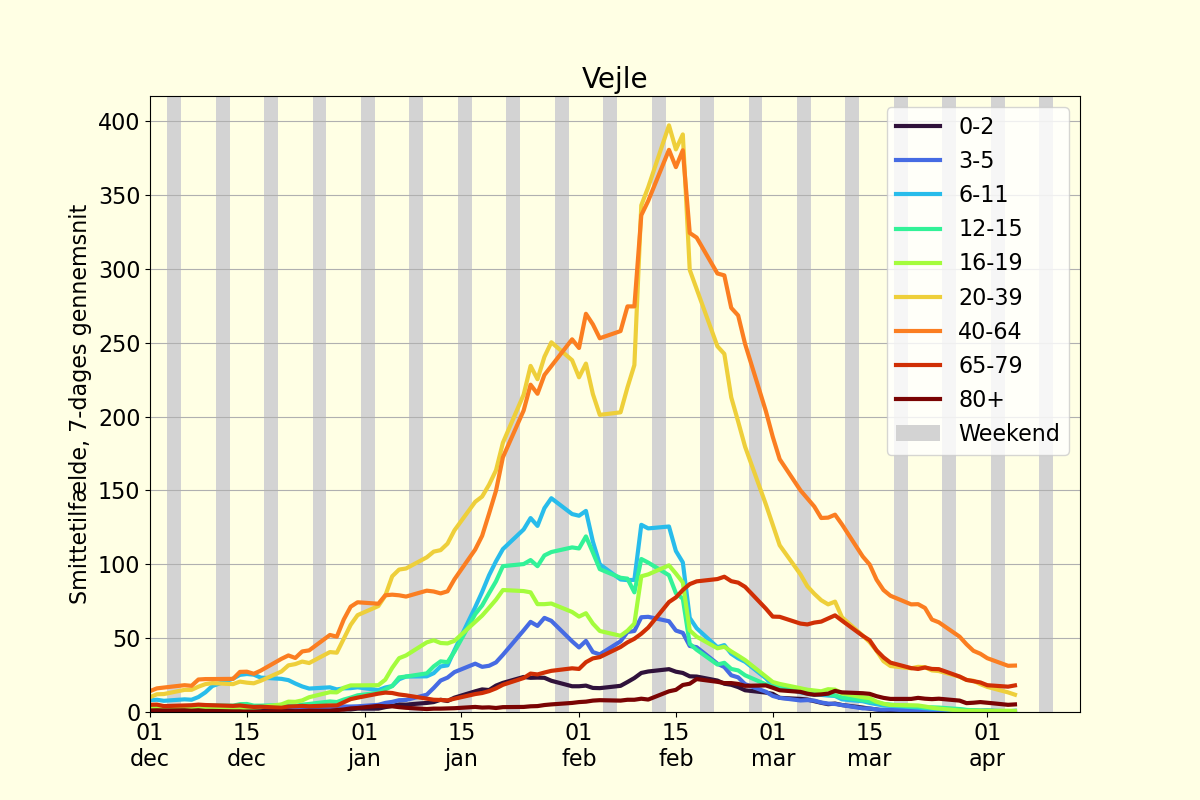 Vejle
Smittetilfælde, 7-dages gennemsnit
400
350
300
250
200
150
100
50
0
0-2
3-5
6-11
12-15
16-19
20-39
40-64
65-79
80+
Weekend
01 dec
15 dec
01 jan
15 jan
01 feb
15 feb
01 mar
15 mar
01 apr